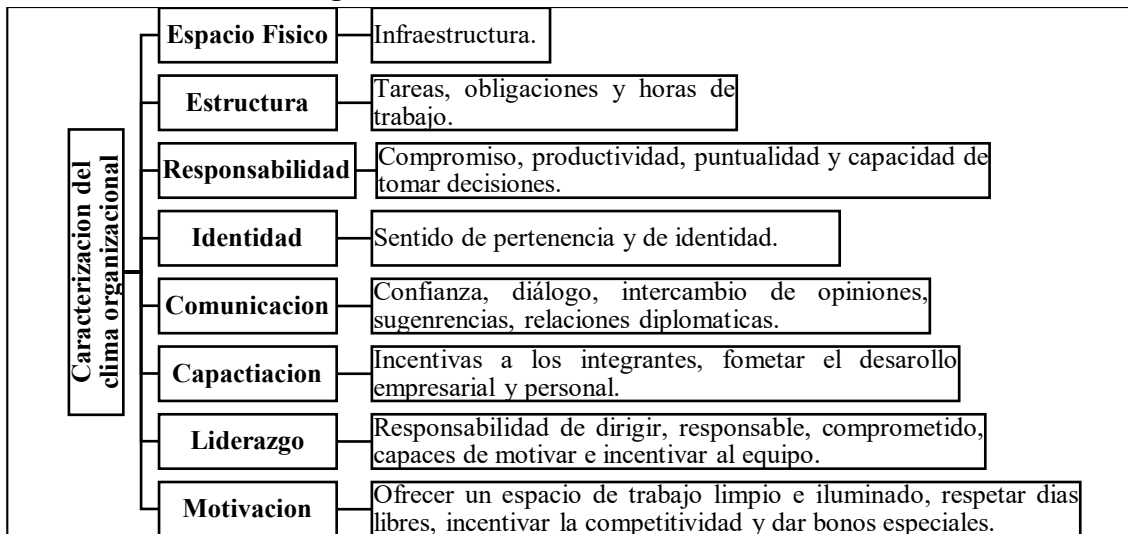 Caracterizacion del
clima organizacional
Espacio Fisico
Infraestructura.
Estructura
Tareas, obligaciones y horas de
trabajo.
Responsabilidad
Compromiso, productividad, puntualidad y capacidad de
tomar decisiones.
Identidad
Sentido de pertenencia y de identidad.
Comunicacion
Confianza, diálogo, intercambio de opiniones,
sugenrencias, relaciones diplomaticas.
Capactiacion
Incentivas a los integrantes, fometar el desarollo
empresarial y personal.
Liderazgo
Responsabilidad de dirigir, responsable, comprometido,
capaces de motivar e incentivar al equipo.
Motivacion
Ofrecer un espacio de trabajo limpio e iluminado, respetar dias
libres, incentivar la competitividad y dar bonos especiales.